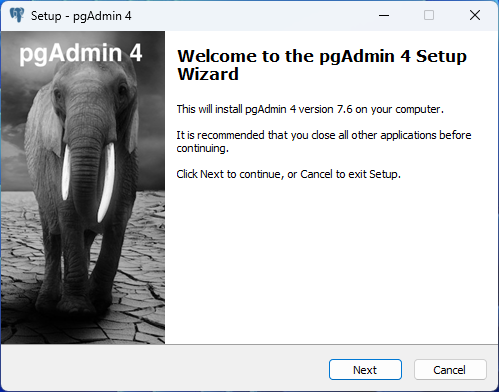 Setup - pgAdmin 4
pgAdmin 4
Welcome to the pgAdmin 4 Setup
Wizard
This will install pgAdmin 4 version 7.6 on your computer.
It is recommended that you close all other applications before
continuing.
Click Next to continue, or Cancel to exit Setup.
Next
Cancel